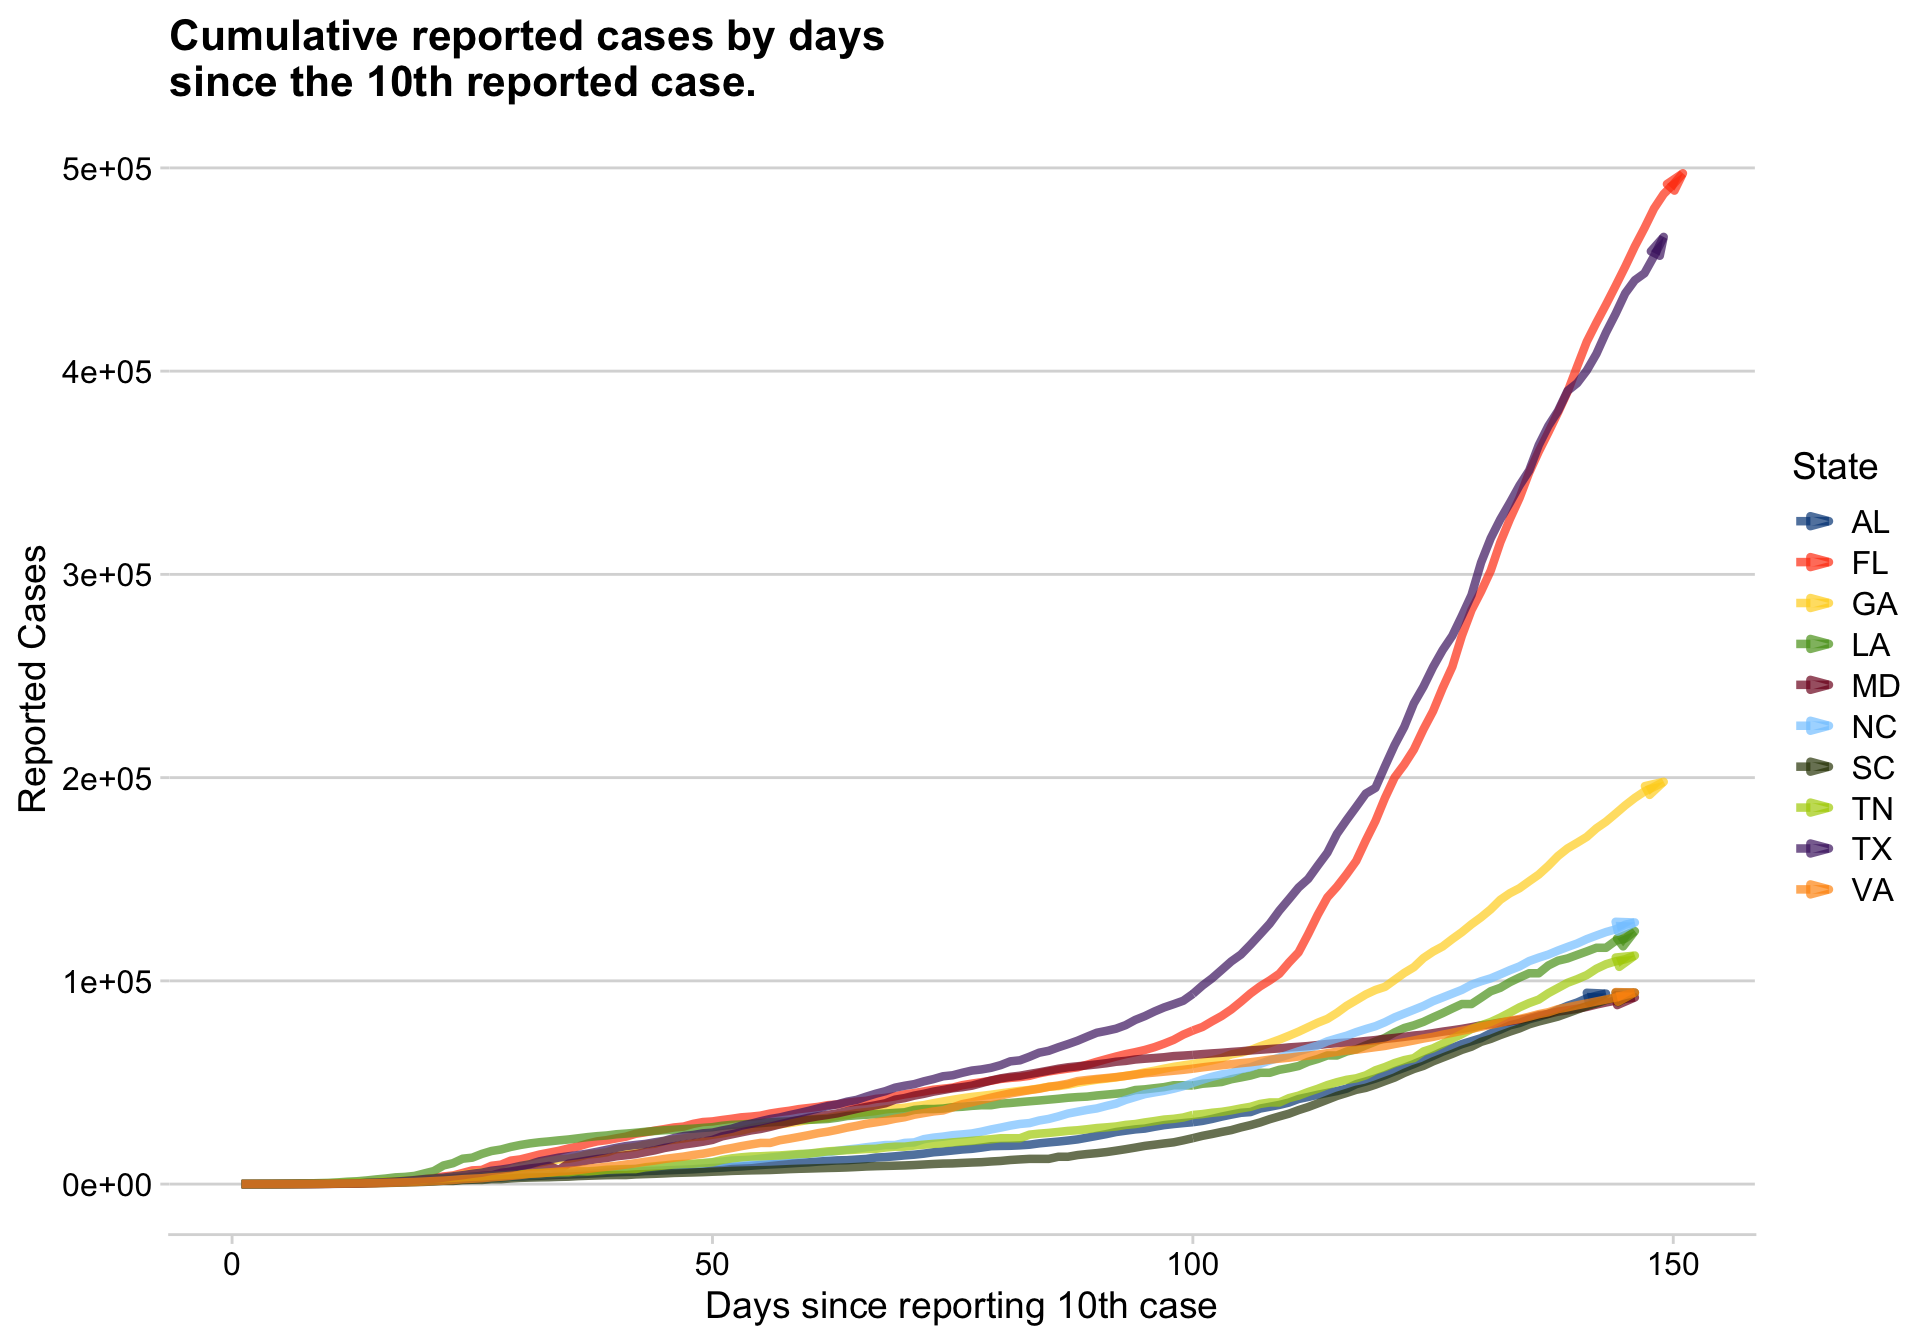 Cumulative reported cases by days
since the 10th reported case.
5e+05
4e+05
3e+05
2e+05
1e+05
0e+00
Reported Cases
0
50
100
150
Days since reporting 10th case
State
AL
FL
GA
LA
MD
NC
SC
TN
TX
VA